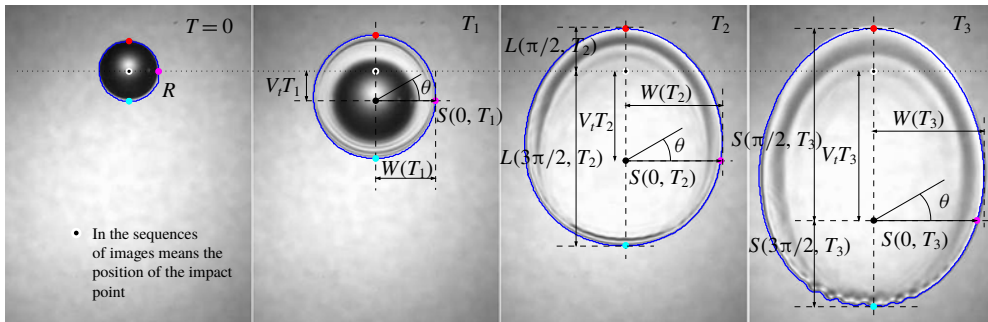 T = 0
R
In the sequences
of images means the
position of the impact
point
T₁
VₜT₁
θ
S(0, T₁)
W(T₁)
T₂
L(π/2, T₂)
W(T₂)
VₜT₂
θ
L(3π/2, T₂)
S(0, T₂)
T₃
W(T₃)
S(π/2, T₃)
VₜT₃
θ
S(0, T₃)
S(3π/2, T₃)